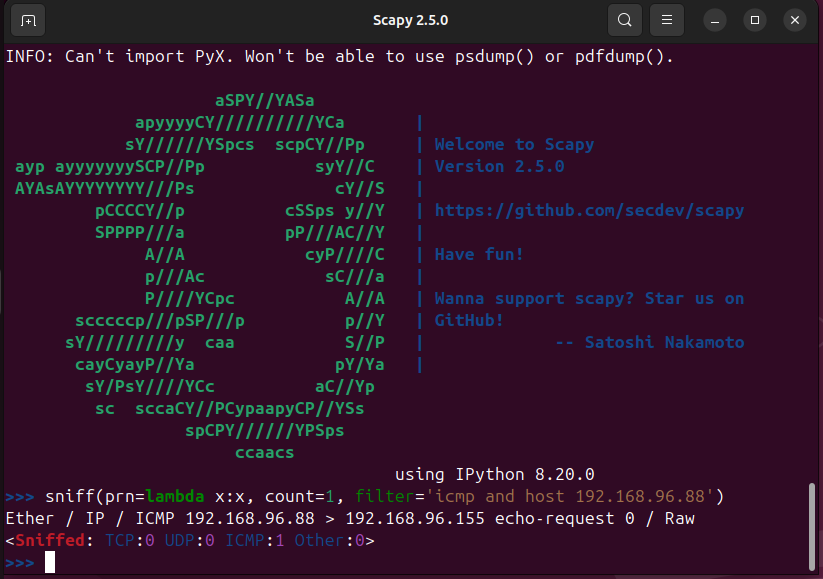 Scapy 2.5.0
INFO: Can't import PyX. Won't be able to use psdump() or pdfdump().
                     aSPY//YASa
             apyyyyCY//////////YCa       |
            sY//////YSpcs  scpCY//Pp     | Welcome to Scapy
 ayp ayyyyyyySCP//Pp           syY//C    | Version 2.5.0
 AYAsAYYYYYYYY///Ps              cY//S   |
         pCCCCY//p          cSSps y//Y   | https://github.com/secdev/scapy
         SPPPP///a          pP///AC//Y   |
              A//A            cyP////C   | Have fun!
              p///Ac            sC///a   |
              P////YCpc           A//A   | Wanna support scapy? Star us on
       scccccp///pSP///p          p//Y   | GitHub!
      sY/////////y  caa           S//P   |             -- Satoshi Nakamoto
       cayCyayP//Ya              pY/Ya   |
        sY/PsY////YCc          aC//Yp
         sc  sccaCY//PCypaapyCP//YSs
                  spCPY//////YPSps
                       ccaacs
                                       using IPython 8.20.0
>>> sniff(prn=lambda x:x, count=1, filter='icmp and host 192.168.96.88')
Ether / IP / ICMP 192.168.96.88 > 192.168.96.155 echo-request 0 / Raw
<Sniffed: TCP:0 UDP:0 ICMP:1 Other:0>
>>>